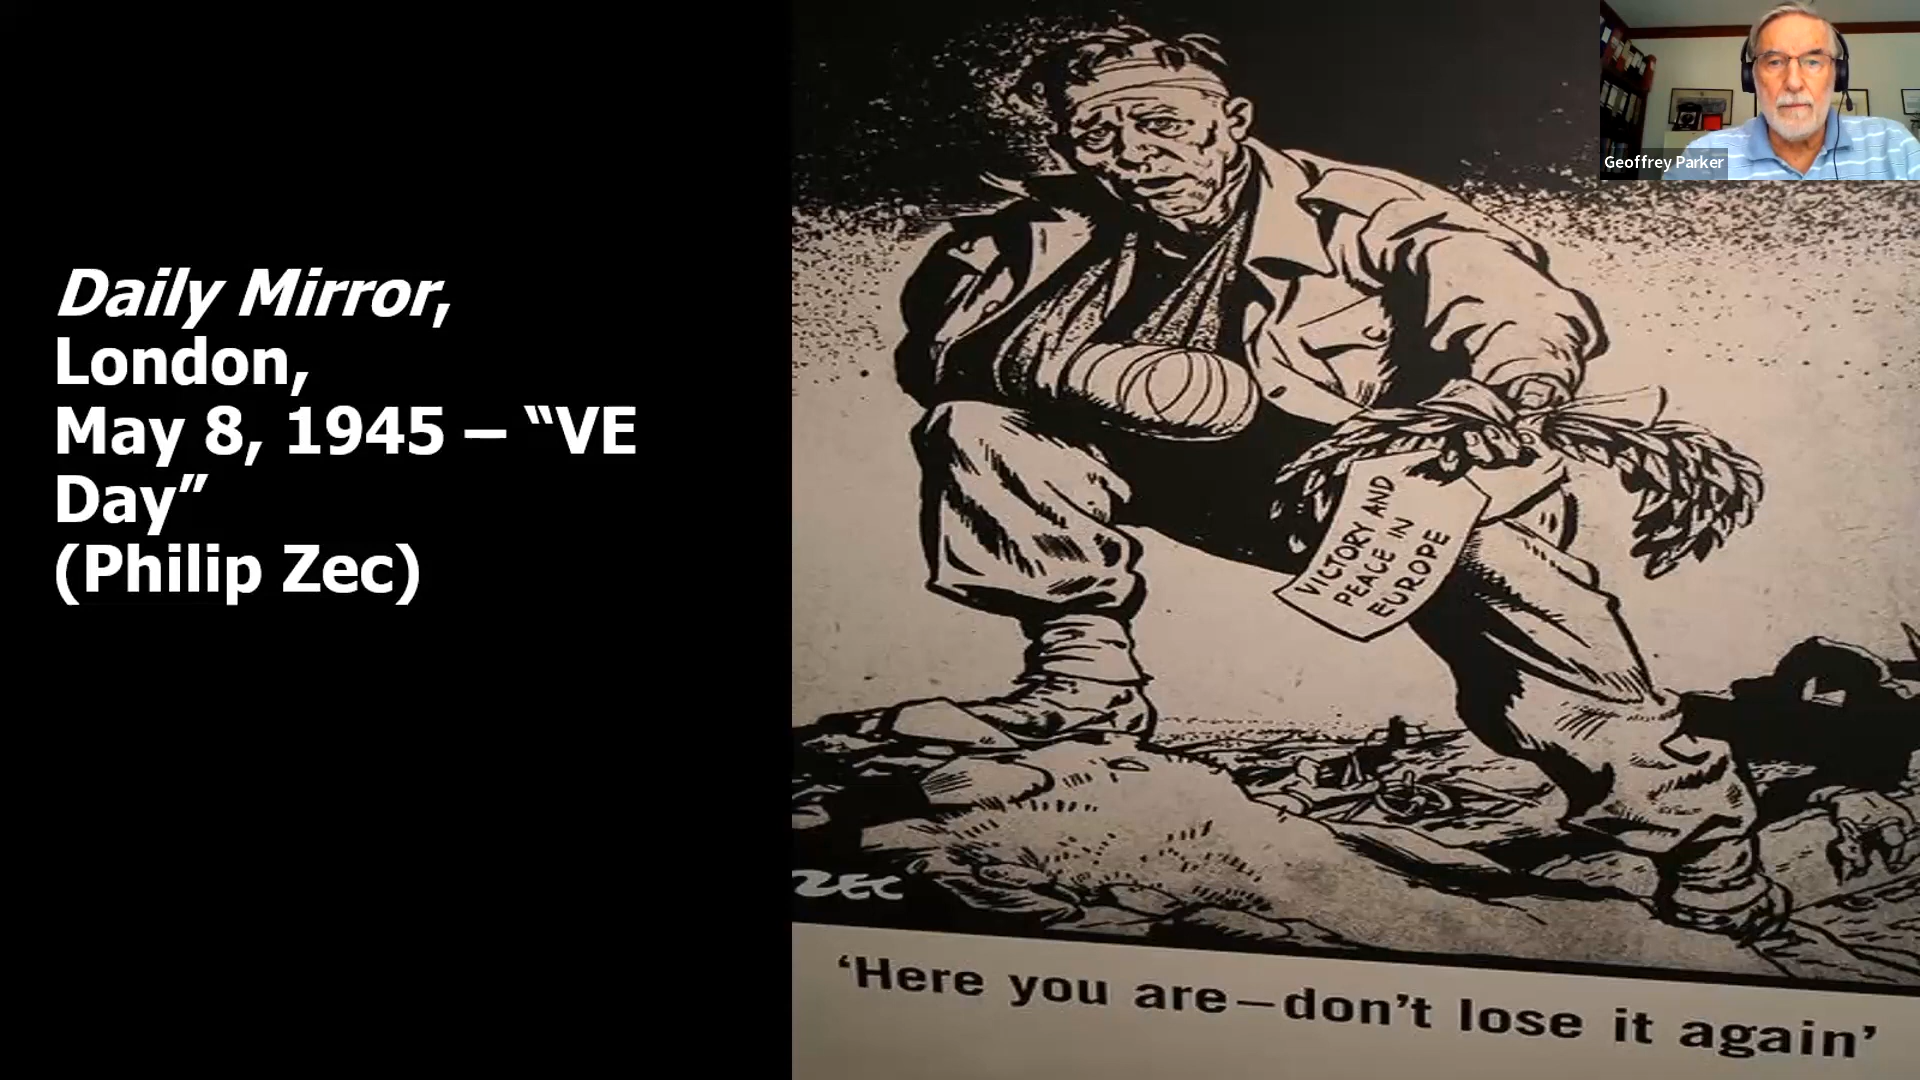 Geoffrey Parker
Daily Mirror,
London,
May 8, 1945 – “VE
Day”
(Philip Zec)
VICTORY AND
PEACE IN
EUROPE
ZEC
‘Here you are—don’t lose it again’